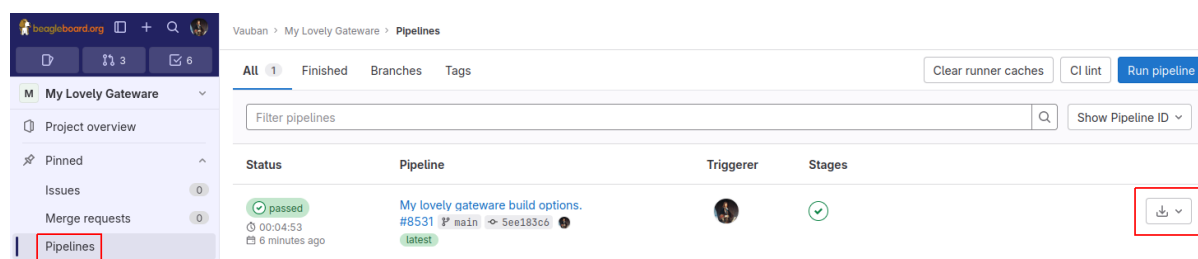 beagleboard.org
3
6
M My Lovely Gateware
Project overview
Pinned
Issues 0
Merge requests 0
Pipelines
Vauban > My Lovely Gateware > Pipelines
All 1 Finished Branches Tags
Clear runner caches CI lint Run pipeline
Filter pipelines
Show Pipeline ID
Status Pipeline Triggerer Stages
passed
00:04:53
6 minutes ago
My lovely gateware build options.
#8531 main 5ee183c6
latest